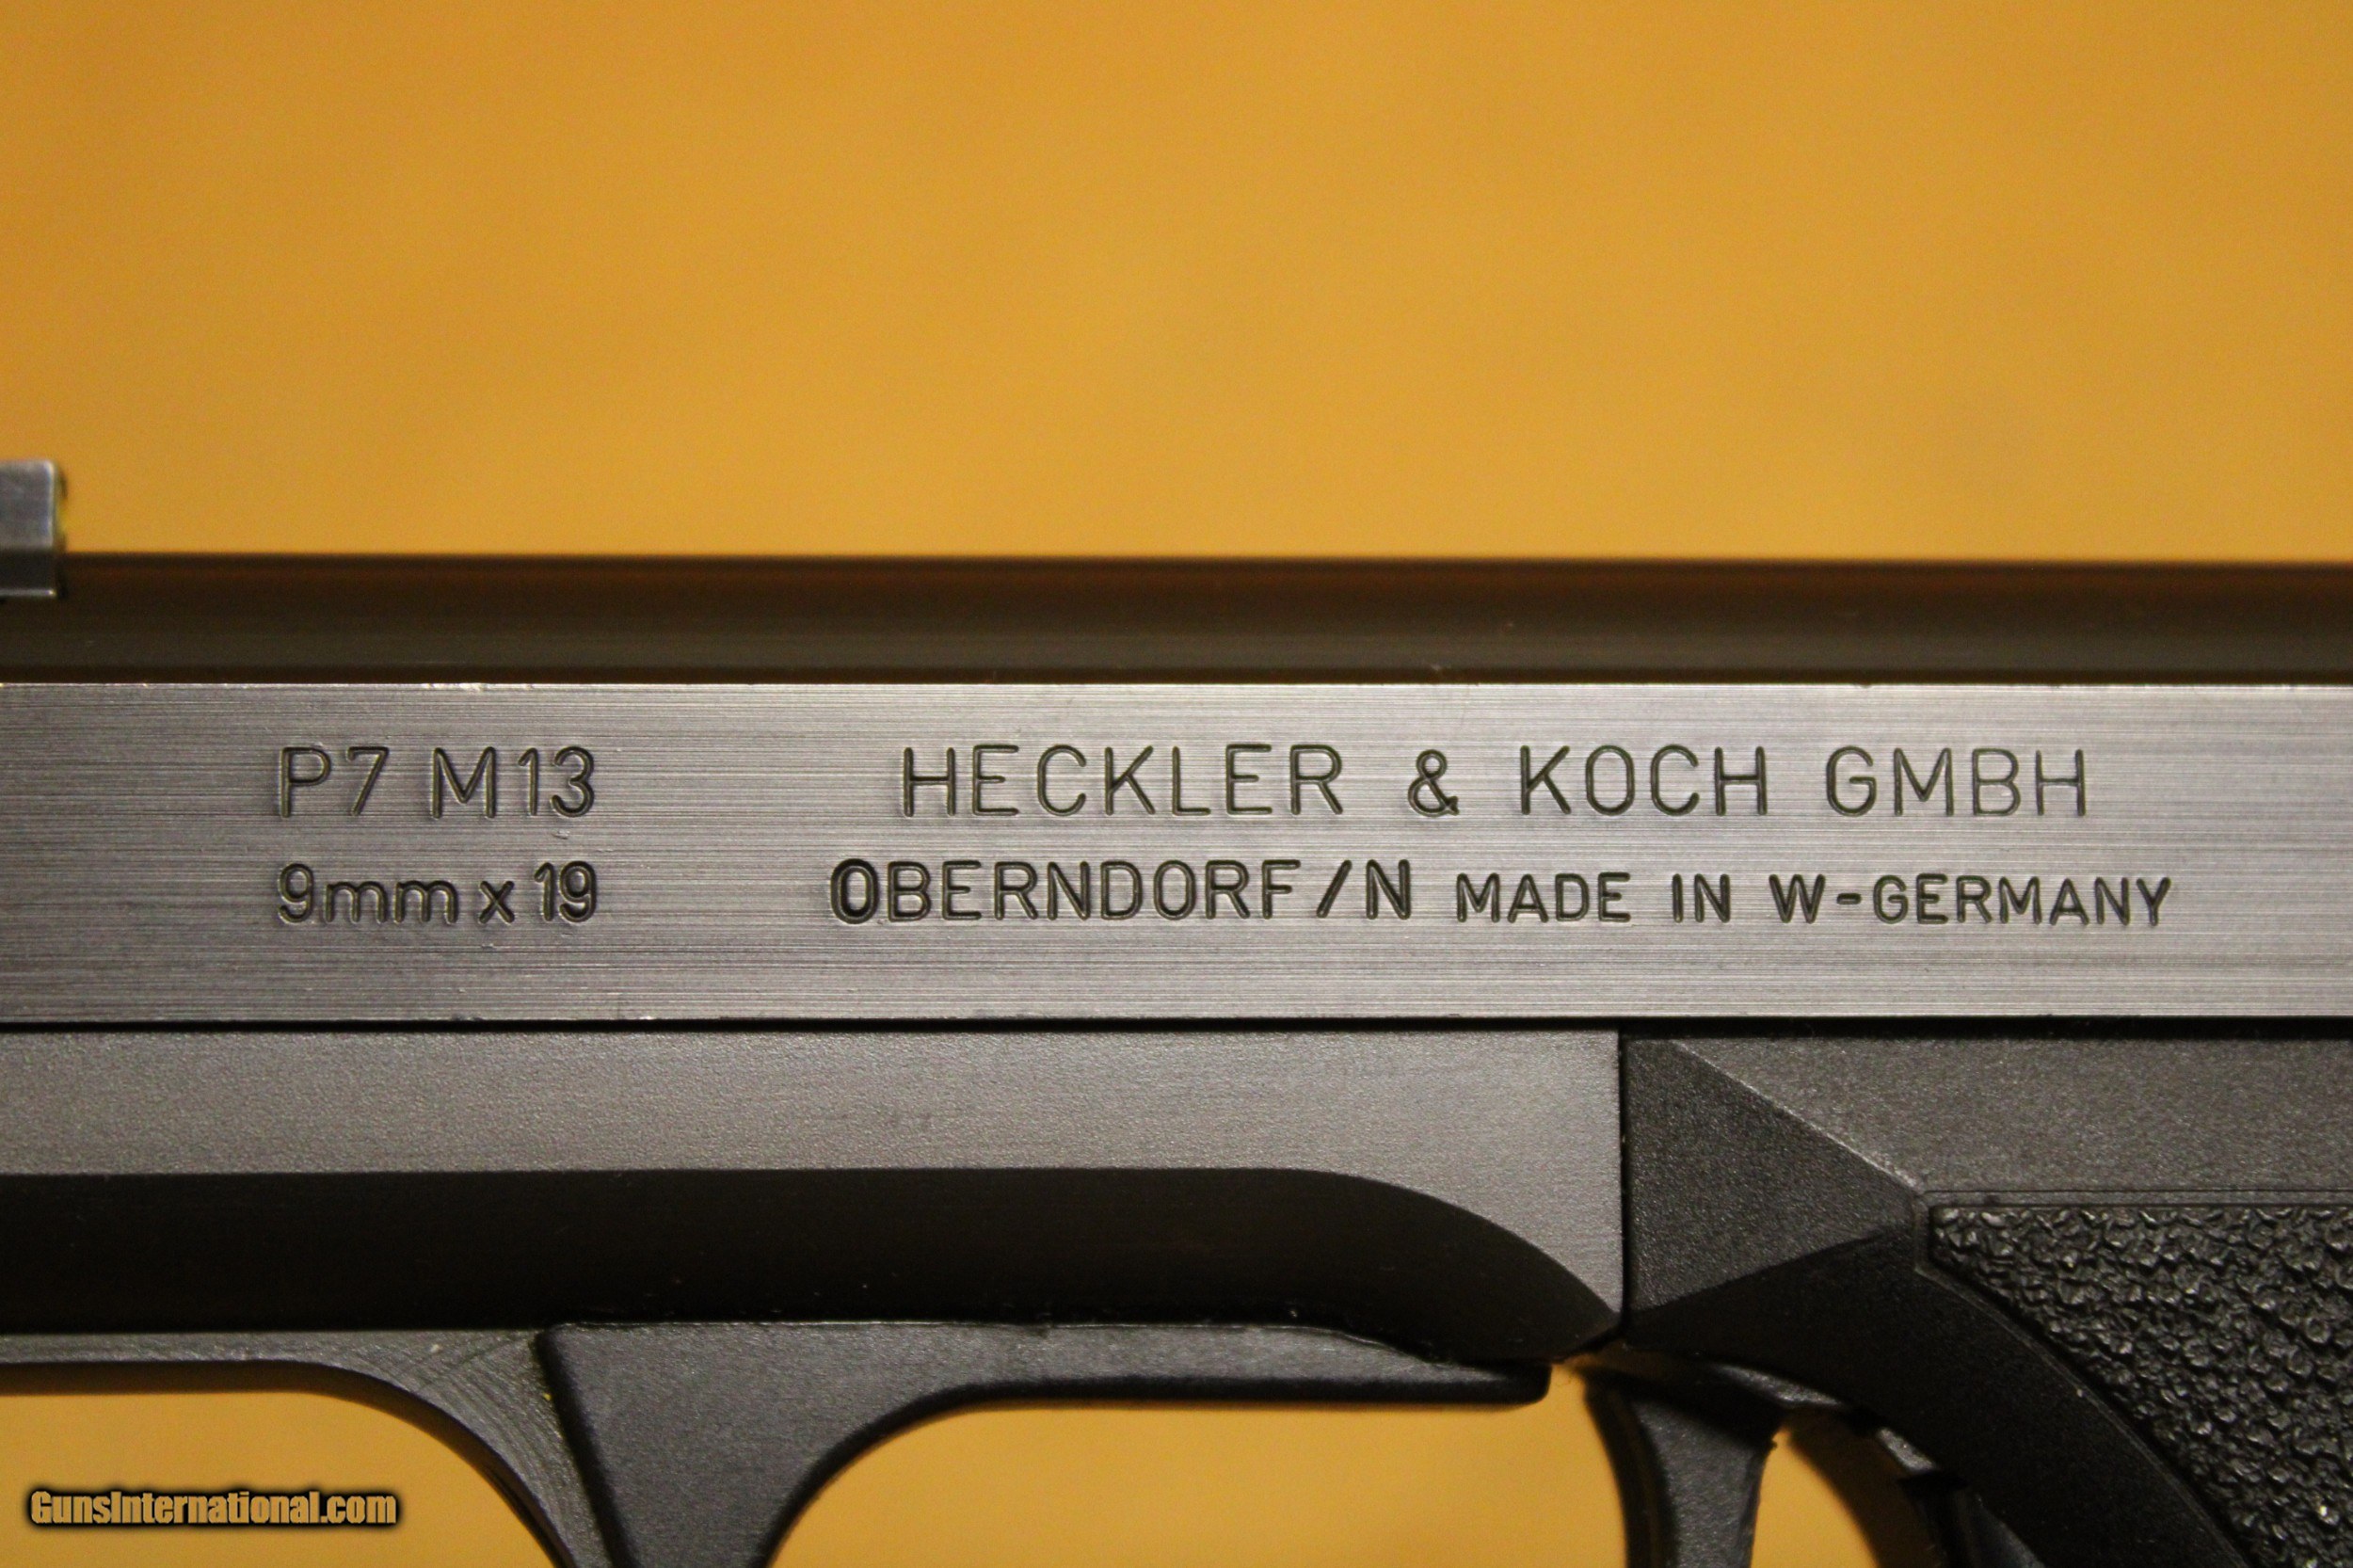 P7 M13 HECKLER & KOCH GMBH
9mm x 19 OBERNDORF/N MADE IN W-GERMANY
GunsInternational.com